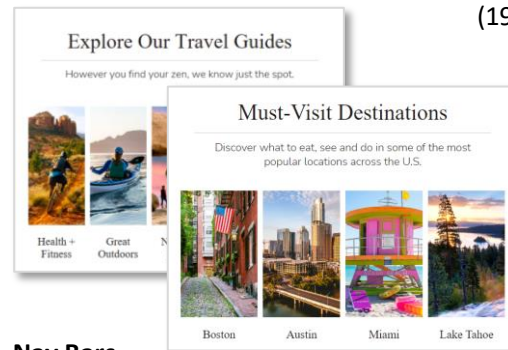 (19
Explore Our Travel Guides
However you find your zen, we know just the spot.
Health +
Fitness
Great
Outdoors
Must-Visit Destinations
Discover what to eat, see and do in some of the most
popular locations across the U.S.
Boston
Austin
Miami
Lake Tahoe